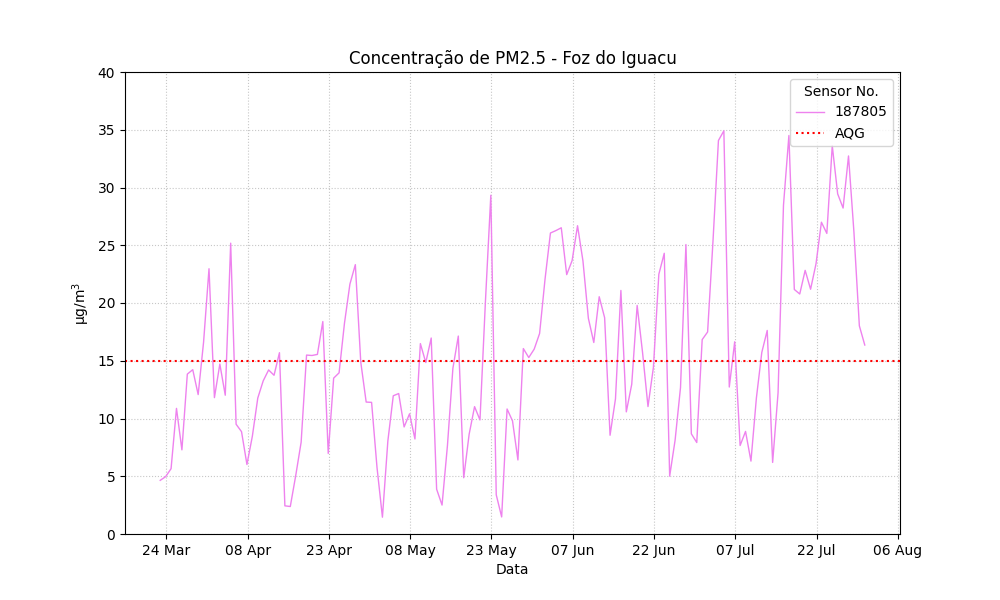 Concentração de PM2.5 - Foz do Iguacu
Sensor No.
187805
AQG
µg/m³
40
35
30
25
20
15
10
5
0
24 Mar 08 Apr 23 Apr 08 May 23 May 07 Jun 22 Jun 07 Jul 22 Jul 06 Aug
Data